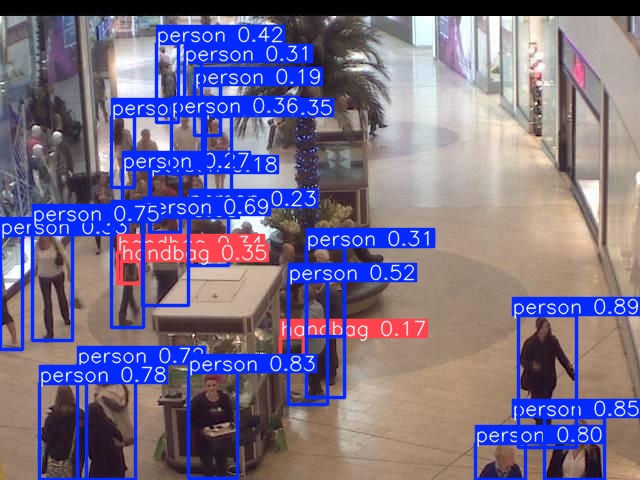 person 0.42
person 0.31
person 0.19
person 0.36
.35
person 0.27
.18
person 0.75
person 0.69
0.23
handbag 0.35
person 0.31
person 0.52
handbag 0.17
person 0.89
person 0.72
person 0.83
person 0.78
person 0.85
person 0.80